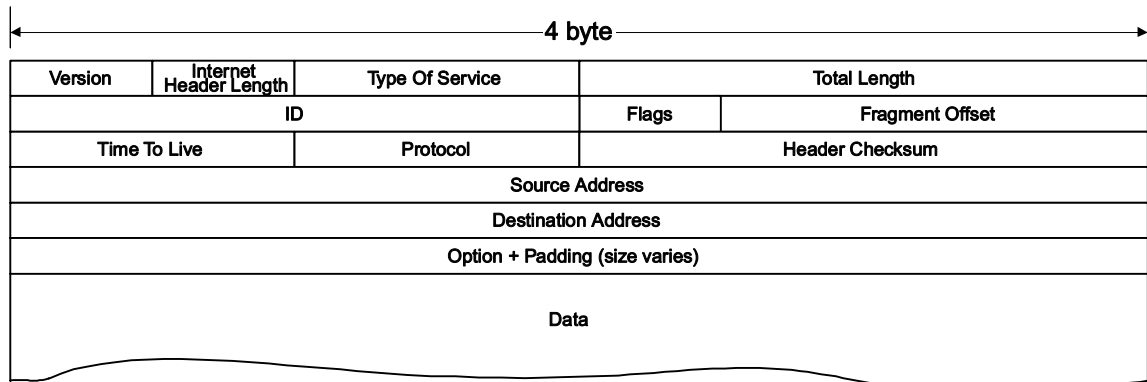 4 byte
Version
Internet
Header Length
Type Of Service
Total Length
ID
Flags
Fragment Offset
Time To Live
Protocol
Header Checksum
Source Address
Destination Address
Option + Padding (size varies)
Data